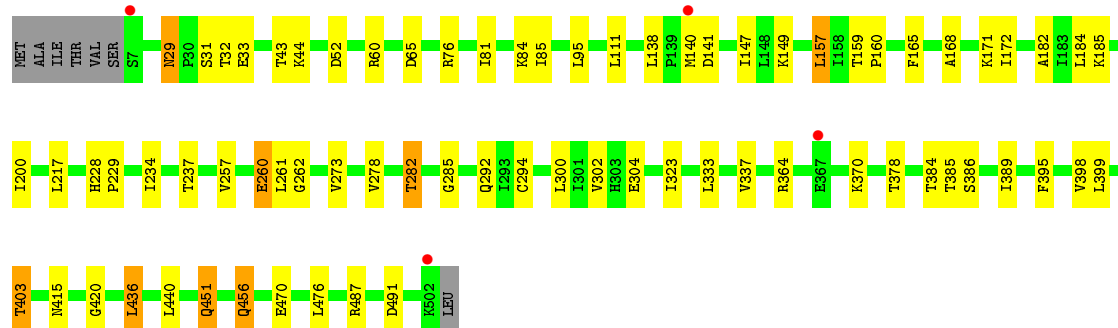 MET ALA ILE THR VAL SER S7 N29 P30 S31 T32 E33 T43 K44 D52 R60 D65 R76 I81 K84 I85 L95 L111 L138 P139 M140 D141 I147 L148 K149 L157 I158 T159 P160 F165 A168 K171 I172 A182 I183 L184 K185
I200 L217 H228 P229 I234 T237 V257 E260 L261 G262 V273 V278 T282 G285 Q292 I293 C294 L300 I301 V302 H303 E304 I323 L333 V337 R364 E367 K370 T378 T384 T385 S386 I389 F395 V398 L399
T403 N415 G420 L436 L440 Q451 Q456 E470 L476 R487 D491 K502 LEU